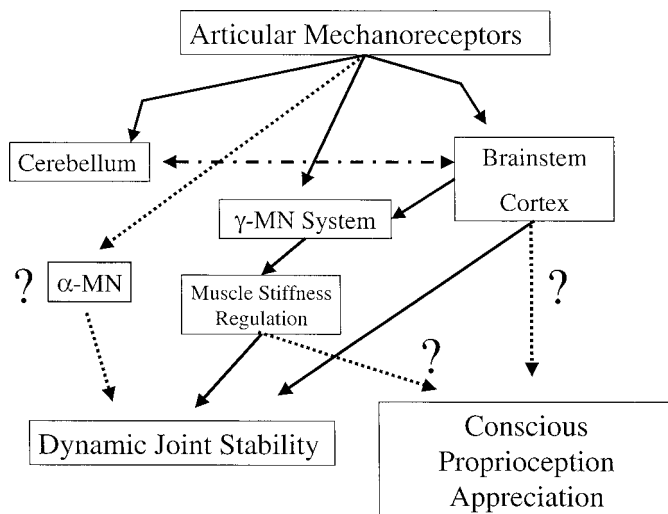 Articular Mechanoreceptors
Cerebellum
Brainstem
Cortex
γ-MN System
? α-MN
Muscle Stiffness
Regulation
?
?
Dynamic Joint Stability
Conscious
Proprioception
Appreciation